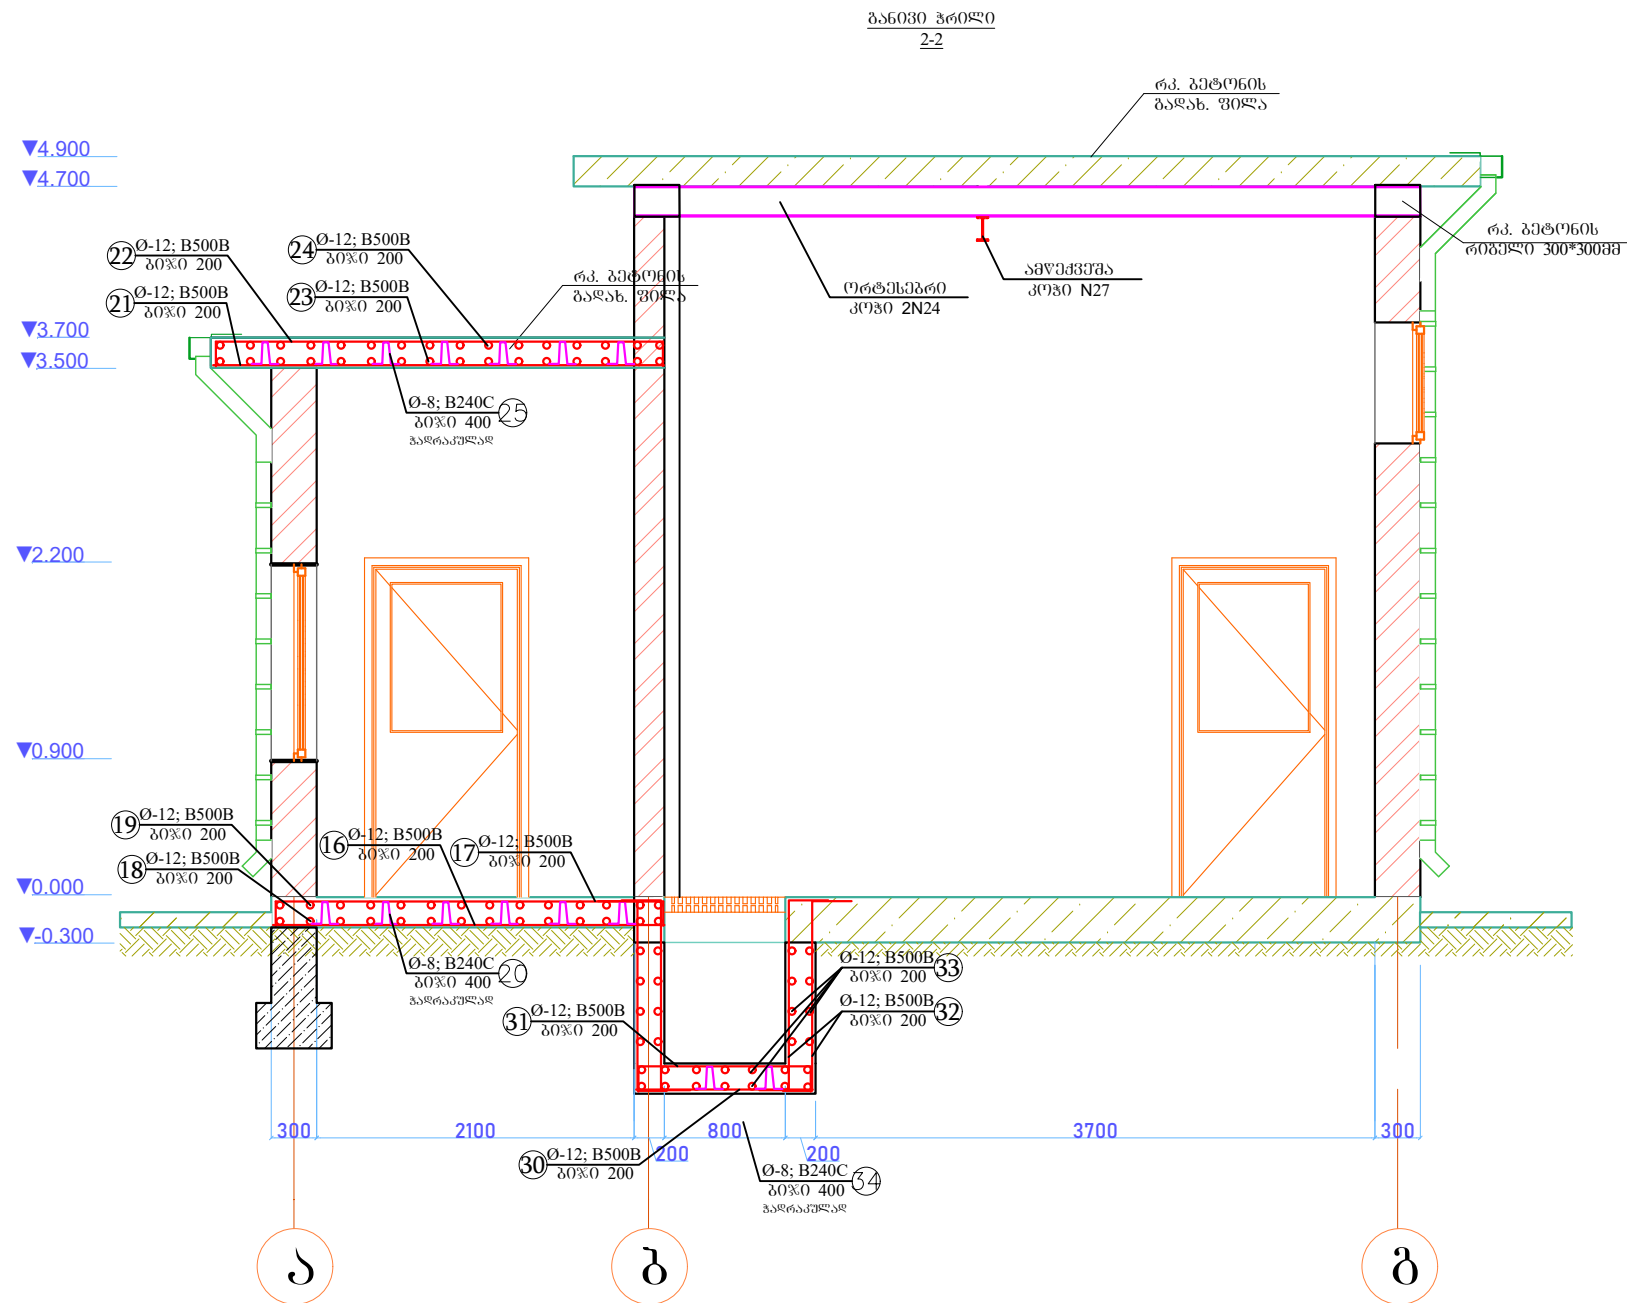 განივი ჭრილი
2-2
რკ. ბეტონის
გადახ. ფილა
▼4.900
▼4.700
რკ. ბეტონის
რიგელი 300*300მმ
22 Ø-12; B500B
ბიჯი 200
24 Ø-12; B500B
ბიჯი 200
ამწექვეშა
კოჭი N27
რკ. ბეტონის
გადახ. ფილა
ორტესებრი
კოჭი 2N24
21 Ø-12; B500B
ბიჯი 200
23 Ø-12; B500B
ბიჯი 200
▼3.700
▼3.500
Ø-8; B240C 25
ბიჯი 400
ჭადრაკულად
▼2.200
▼0.900
19 Ø-12; B500B
ბიჯი 200
16 Ø-12; B500B
ბიჯი 200
17 Ø-12; B500B
ბიჯი 200
18 Ø-12; B500B
ბიჯი 200
▼0.000
▼-0.300
Ø-8; B240C 20
ბიჯი 400
ჭადრაკულად
Ø-12; B500B 33
ბიჯი 200
31 Ø-12; B500B
ბიჯი 200
Ø-12; B500B 32
ბიჯი 200
300 2100 800 3700 300
200 200
30 Ø-12; B500B
ბიჯი 200
Ø-8; B240C 34
ბიჯი 400
ჭადრაკულად
ა ბ გ